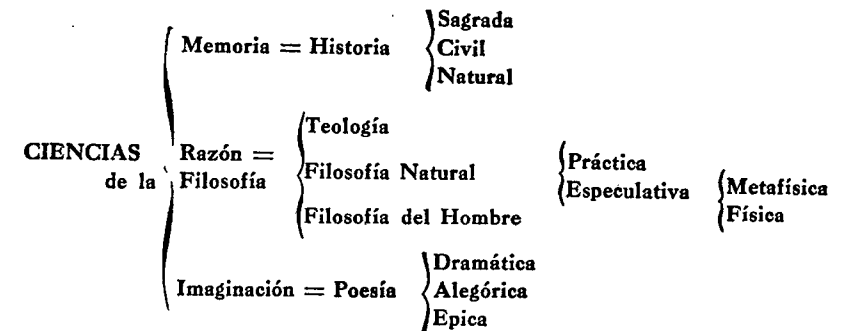 Sagrada
Memoria = Historia Civil
Natural
Teología
CIENCIAS Razón =
de la Filosofía Filosofía Natural Práctica
Especulativa Metafísica
Filosofía del Hombre Física
Dramática
Imaginación = Poesía Alegórica
Epica